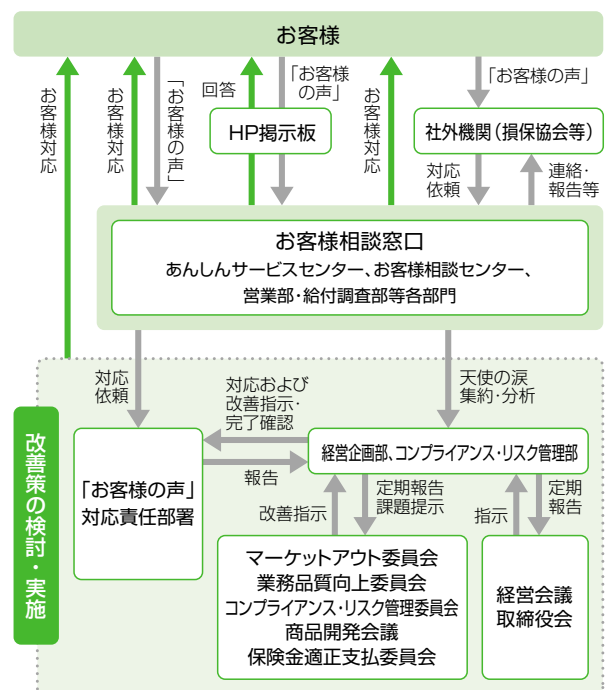 お客様
お客様対応
お客様対応
「お客様の声」
回答
「お客様
の声」
お客様対応
「お客様の声」
HP掲示板
社外機関（損保協会等）
対応
依頼
連絡・
報告等
お客様相談窓口
あんしんサービスセンター、お客様相談センター、
営業部・給付調査部等各部門
対応
依頼
天使の涙
集約・分析
改善策の検討・実施
対応および
改善指示・
完了確認
経営企画部、コンプライアンス・リスク管理部
「お客様の声」
対応責任部署
報告
改善指示
定期報告
課題提示
指示
定期
報告
マーケットアウト委員会
業務品質向上委員会
コンプライアンス・リスク管理委員会
商品開発会議
保険金適正支払委員会
経営会議
取締役会